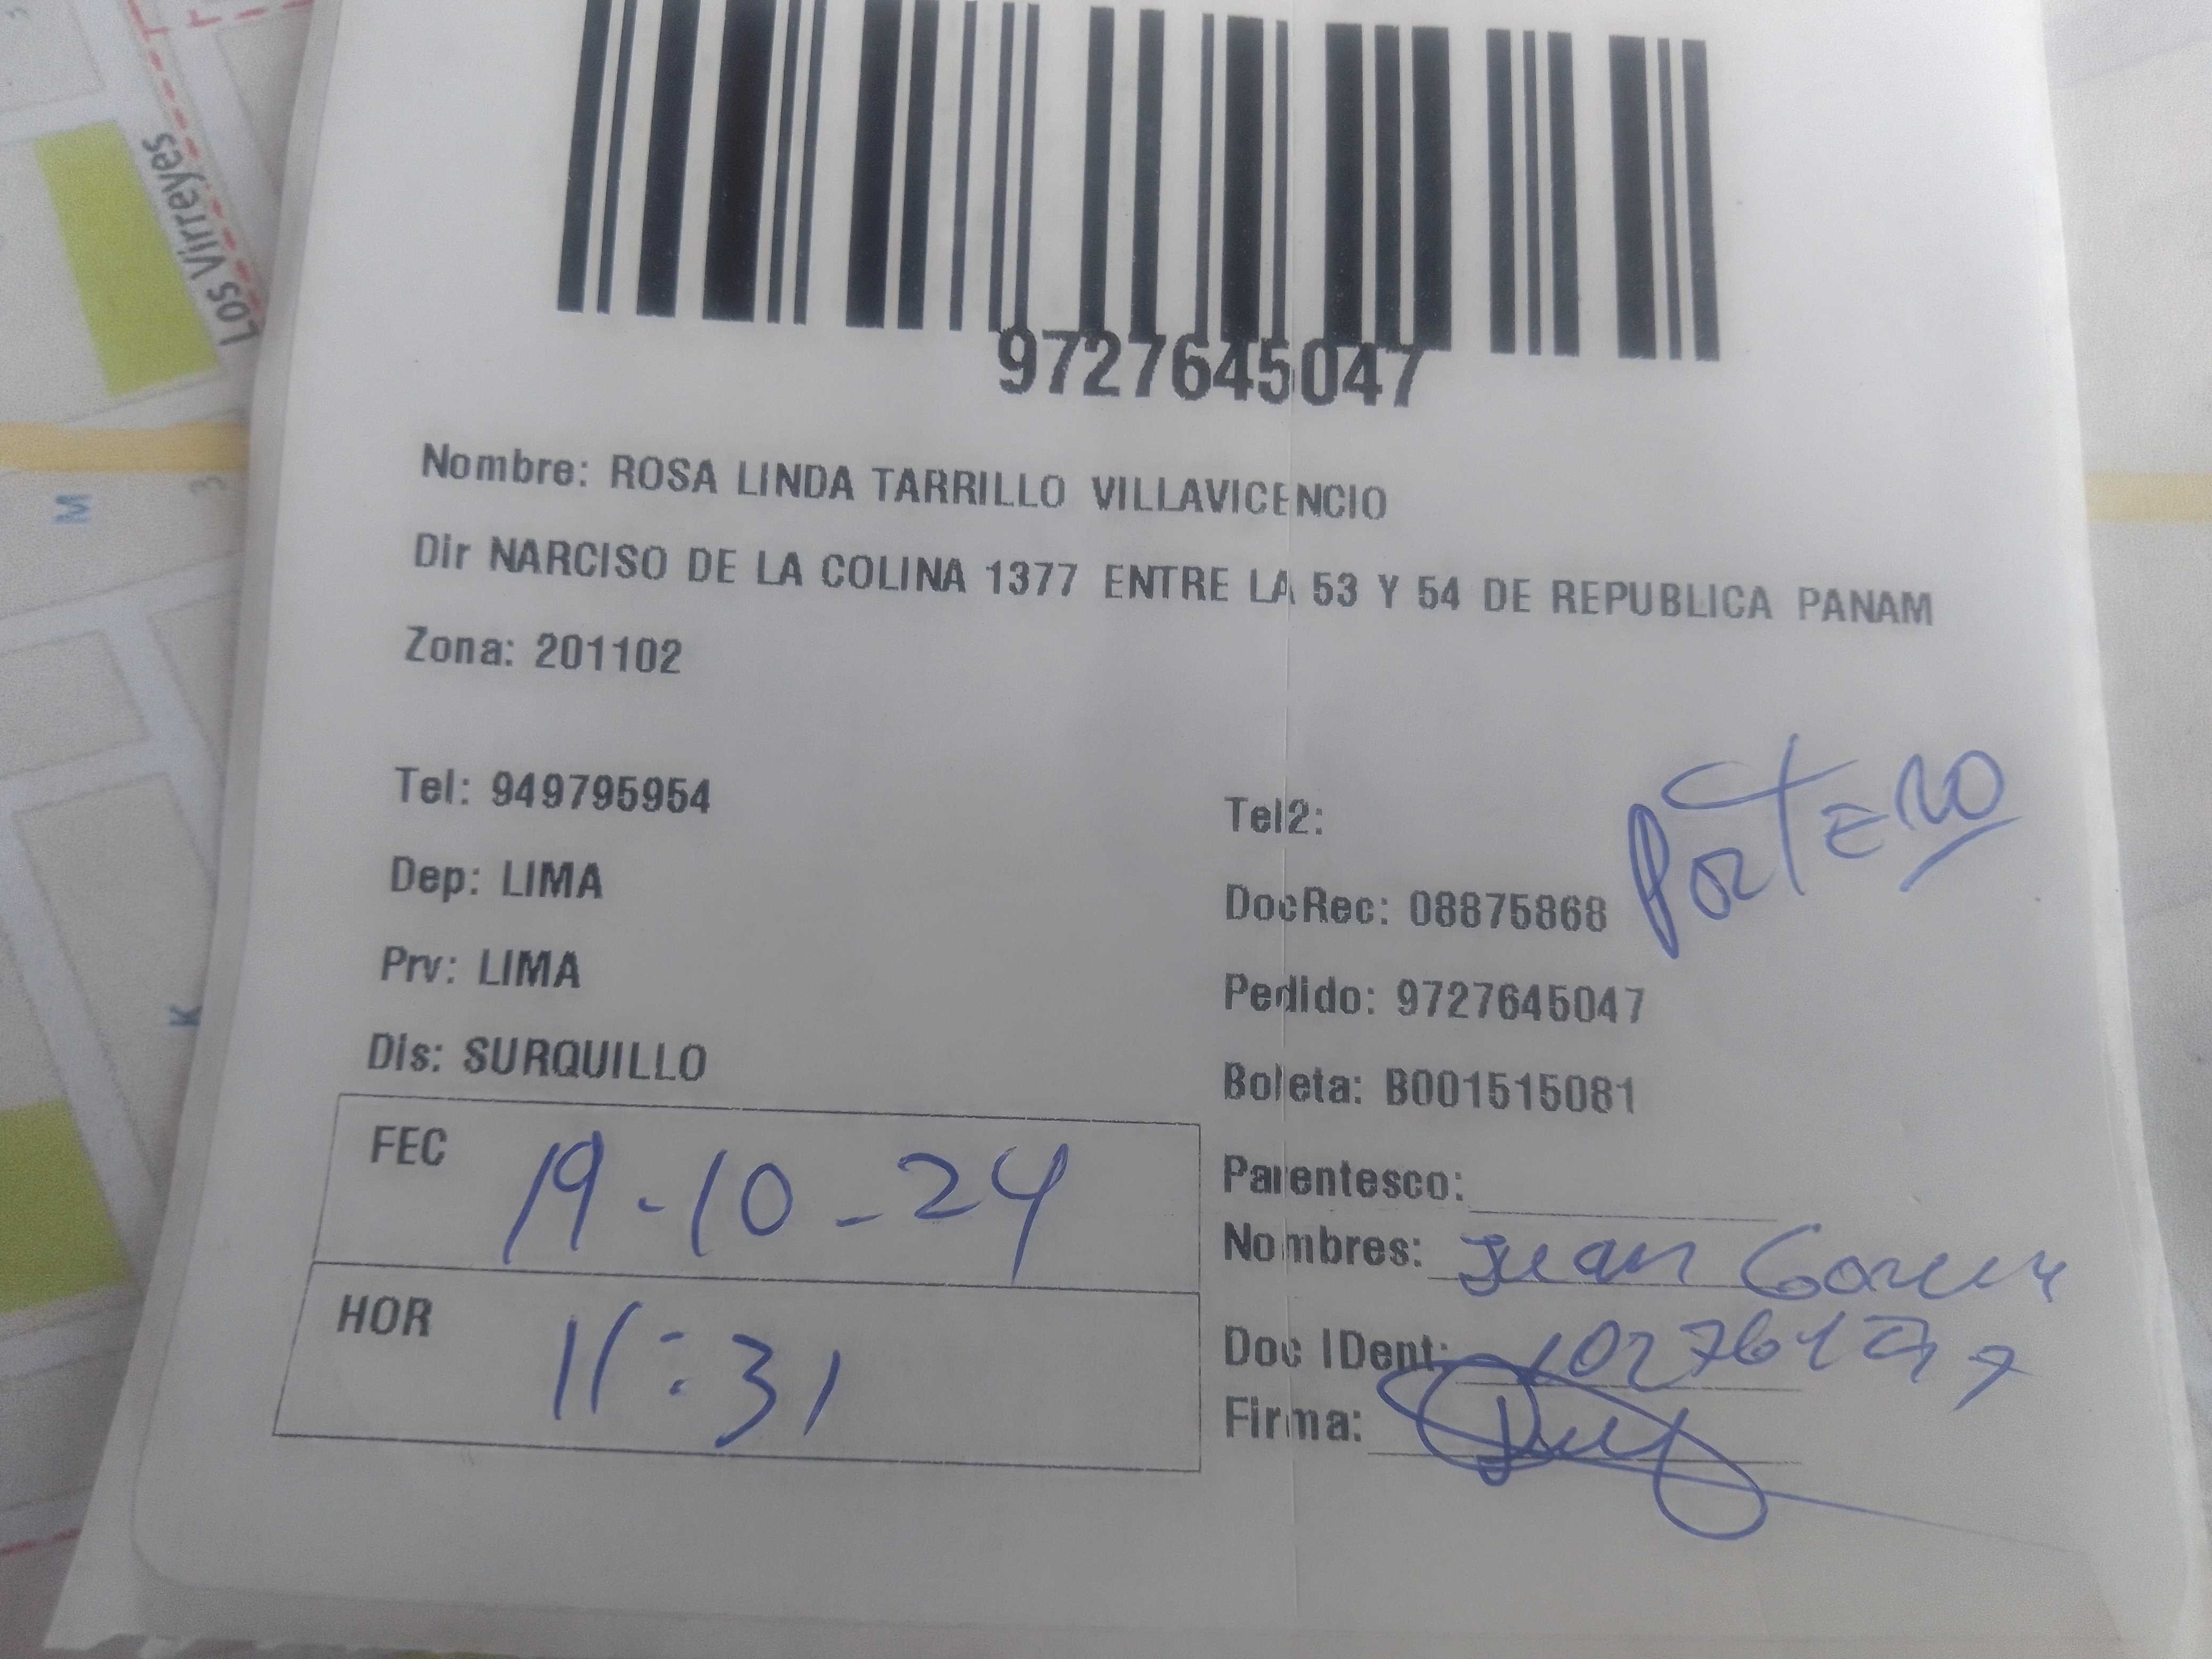 9727645047
Nombre: ROSA LINDA TARRILLO VILLAVICENCIO
Dir NARCISO DE LA COLINA 1377 ENTRE LA 53 Y 54 DE REPUBLICA PANAM
Zona: 201102
Tel: 949795954
Dep: LIMA
Prv: LIMA
Dis: SURQUILLO
FEC 19-10-24
HOR 11:31
Tel2:
PORTERO
DocRec: 08875868
Pedido: 9727645047
Boleta: B001515081
Parentesco:
Nombres: Juan
Doc IDent:
Firma:
Los Virreyes
M
3
K